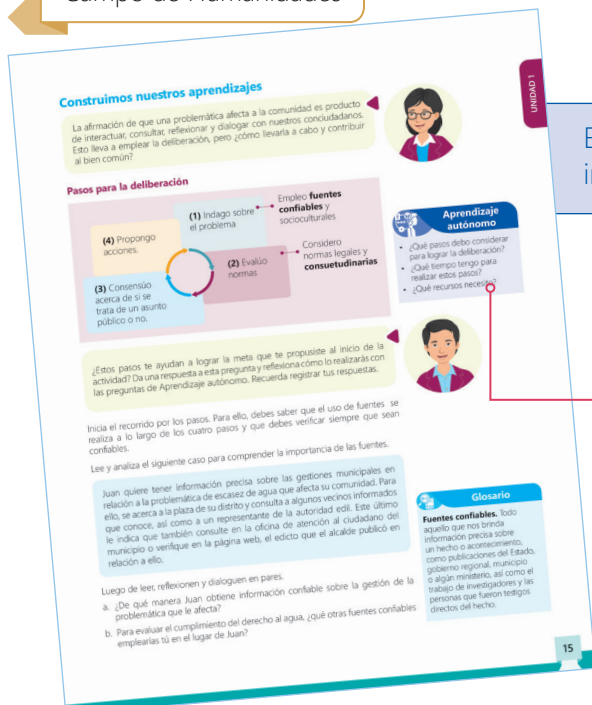 Campo de Humanidades
UNIDAD 1
Construimos nuestros aprendizajes
La afirmación de que una problemática afecta a la comunidad es producto
de interactuar, consultar, reflexionar y dialogar con nuestros conciudadanos.
Esto lleva a emplear la deliberación, pero ¿cómo llevarla a cabo y contribuir
al bien común?
Pasos para la deliberación
(1) Indago sobre
el problema
Empleo fuentes
confiables y
socioculturales
(2) Evalúo
normas
Considero
normas legales y
consuetudinarias
(3) Consensúo
acerca de si se
trata de un asunto
público o no.
(4) Propongo
acciones.
Aprendizaje
autónomo
• ¿Qué pasos debo considerar
para lograr la deliberación?
• ¿Qué tiempo tengo para
realizar estos pasos?
• ¿Qué recursos necesito?
¿Estos pasos te ayudan a lograr la meta que te propusiste al inicio de la
actividad? Da una respuesta a esta pregunta y reflexiona cómo lo realizarás con
las preguntas de Aprendizaje autónomo. Recuerda registrar tus respuestas.
Inicia el recorrido por los pasos. Para ello, debes saber que el uso de fuentes se
realiza a lo largo de los cuatro pasos y que debes verificar siempre que sean
confiables.
Lee y analiza el siguiente caso para comprender la importancia de las fuentes.
Juan quiere tener información precisa sobre las gestiones municipales en
relación a la problemática de escasez de agua que afecta su comunidad. Para
ello, se acerca a la plaza de su distrito y consulta a algunos vecinos informados
que conoce, así como a un representante de la autoridad edil. Este último
le indica que también consulte en la oficina de atención al ciudadano del
municipio o verifique en la página web, el edicto que el alcalde publicó en
relación a ello.
Luego de leer, reflexionen y dialoguen en pares.
a. ¿De qué manera Juan obtiene información confiable sobre la gestión de la
problemática que le afecta?
b. Para evaluar el cumplimiento del derecho al agua, ¿qué otras fuentes confiables
emplearías tú en el lugar de Juan?
Glosario
Fuentes confiables. Todo
aquello que nos brinda
información precisa sobre
un hecho o acontecimiento,
como publicaciones del Estado,
gobierno regional, municipio
o algún ministerio, así como el
trabajo de investigadores y las
personas que fueron testigos
directos del hecho.
15